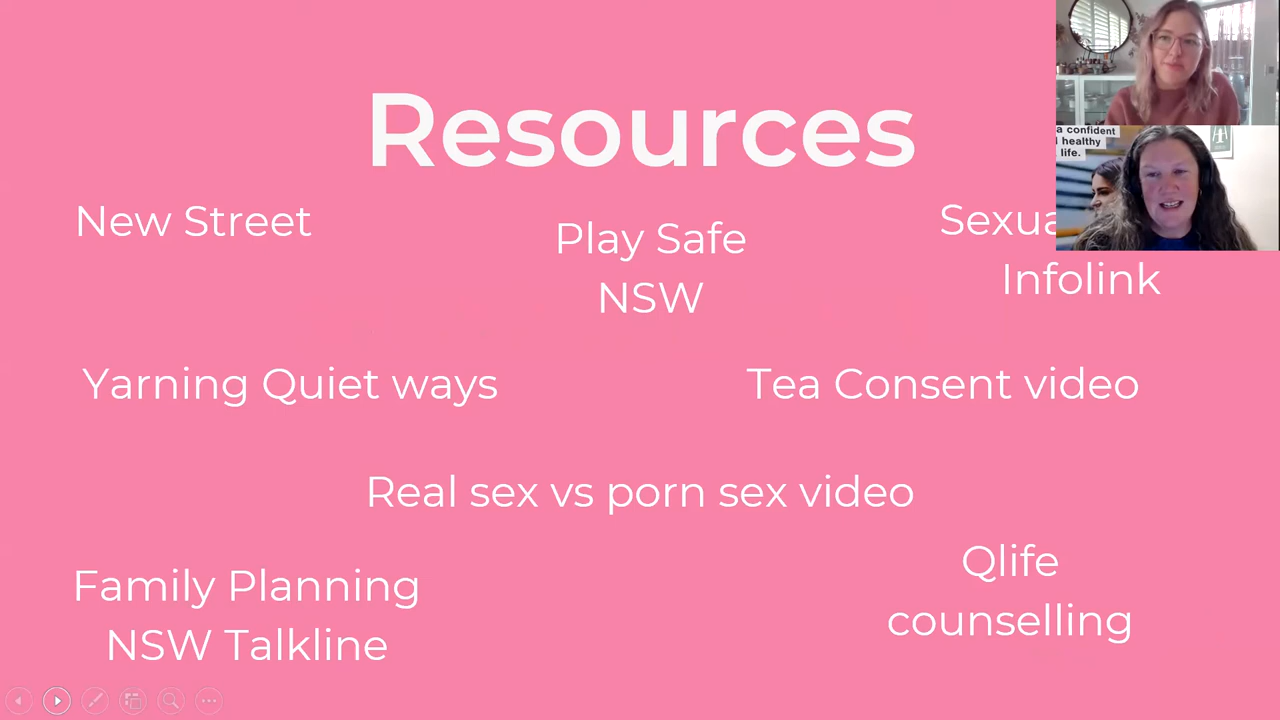 Resources
a confident
healthy
life.
New Street
Play Safe
NSW
Infolink
Yarning Quiet ways
Tea Consent video
Real sex vs porn sex video
Family Planning
NSW Talkline
Qlife
counselling